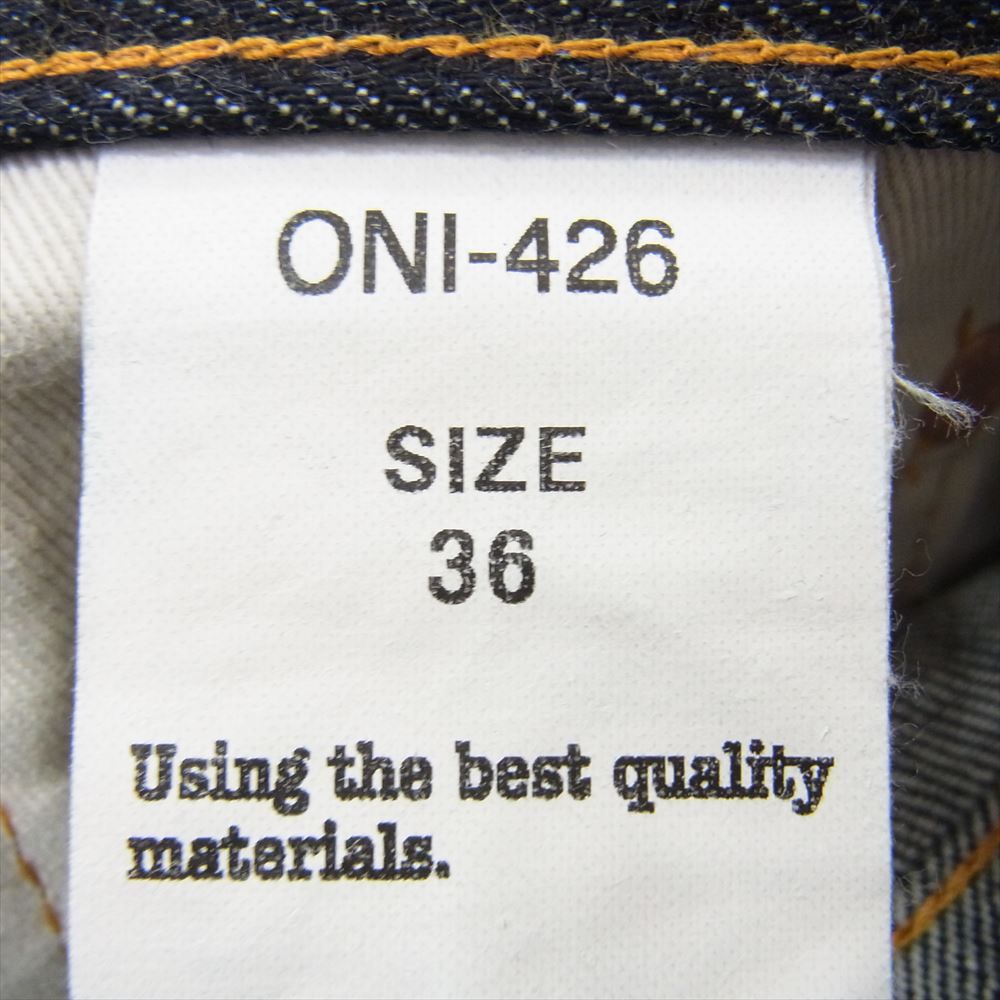 ONI-426
SIZE
36
Using the best quality
materials.